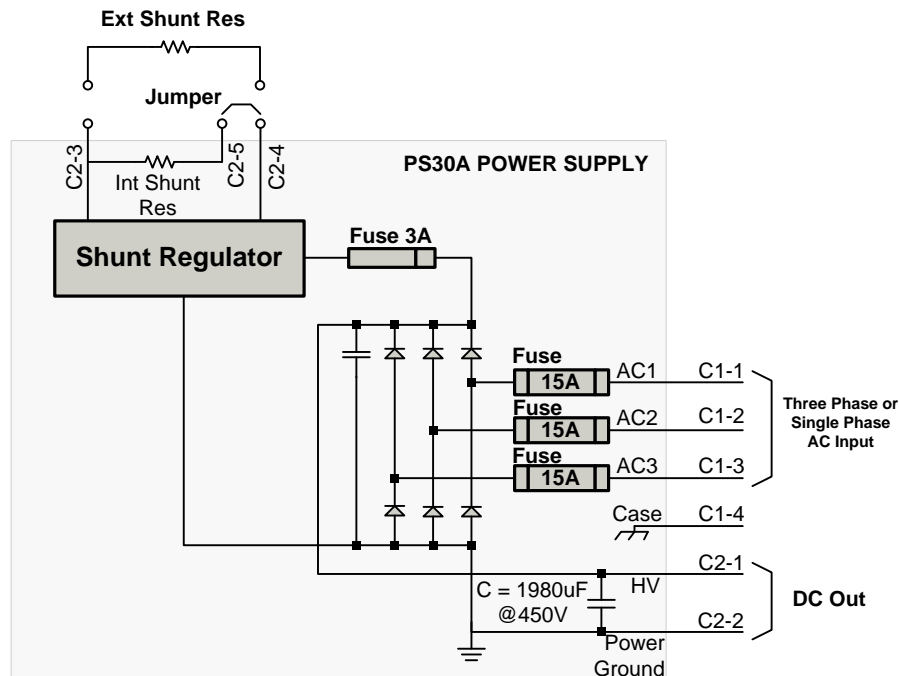 Ext Shunt Res
Jumper
C2-3
C2-5
C2-4
PS30A POWER SUPPLY
Int Shunt
Res
Shunt Regulator
Fuse 3A
Fuse
15A
AC1
C1-1
Fuse
15A
AC2
C1-2
Fuse
15A
AC3
C1-3
Three Phase or
Single Phase
AC Input
Case
C1-4
C2-1
HV
C = 1980uF
@450V
DC Out
C2-2
Power
Ground